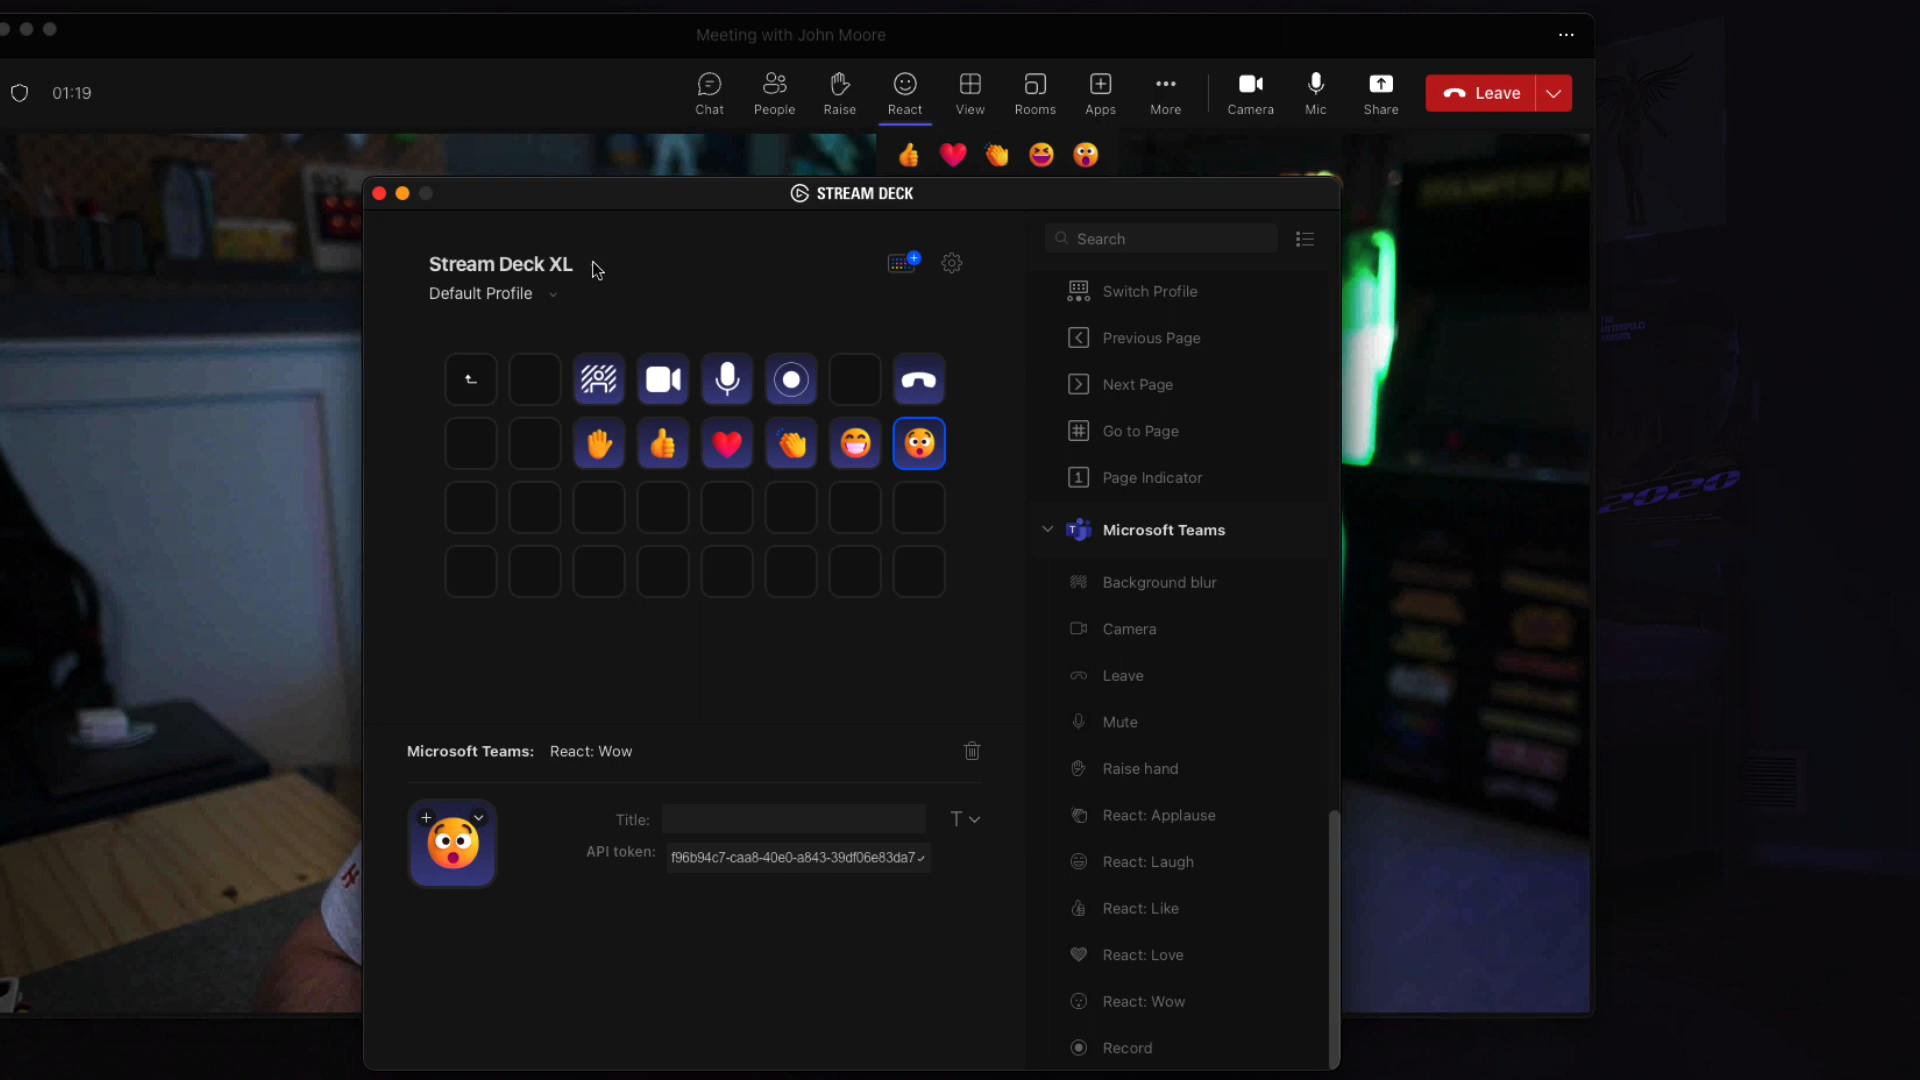 Meeting with John Moore
01:19
Chat
People
Raise
React
View
Rooms
Apps
More
Camera
Mic
Share
Leave
STREAM DECK
Stream Deck XL
Default Profile
Search
Switch Profile
Previous Page
Next Page
Go to Page
1 Page Indicator
Microsoft Teams
Background blur
Camera
Leave
Mute
Raise hand
React: Applause
React: Laugh
React: Like
React: Love
React: Wow
Record
Microsoft Teams: React: Wow
Title:
T
API token: f96b94c7-caa8-40e0-a843-39df06e83da7
2020